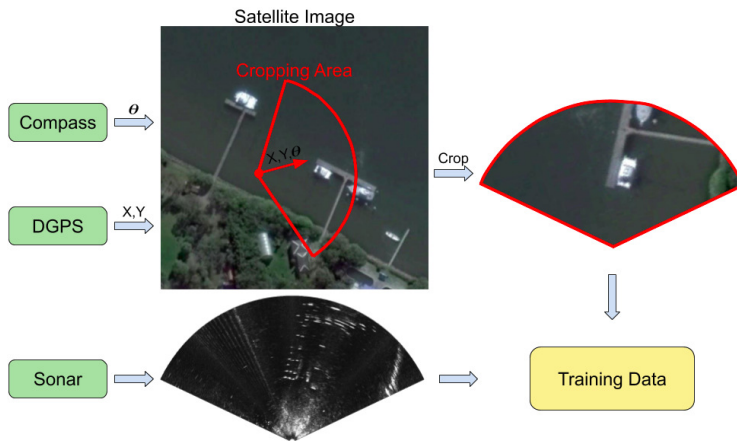 Satellite Image
Cropping Area
Compass
θ
X,Y,θ
Crop
DGPS
X,Y
Sonar
Training Data